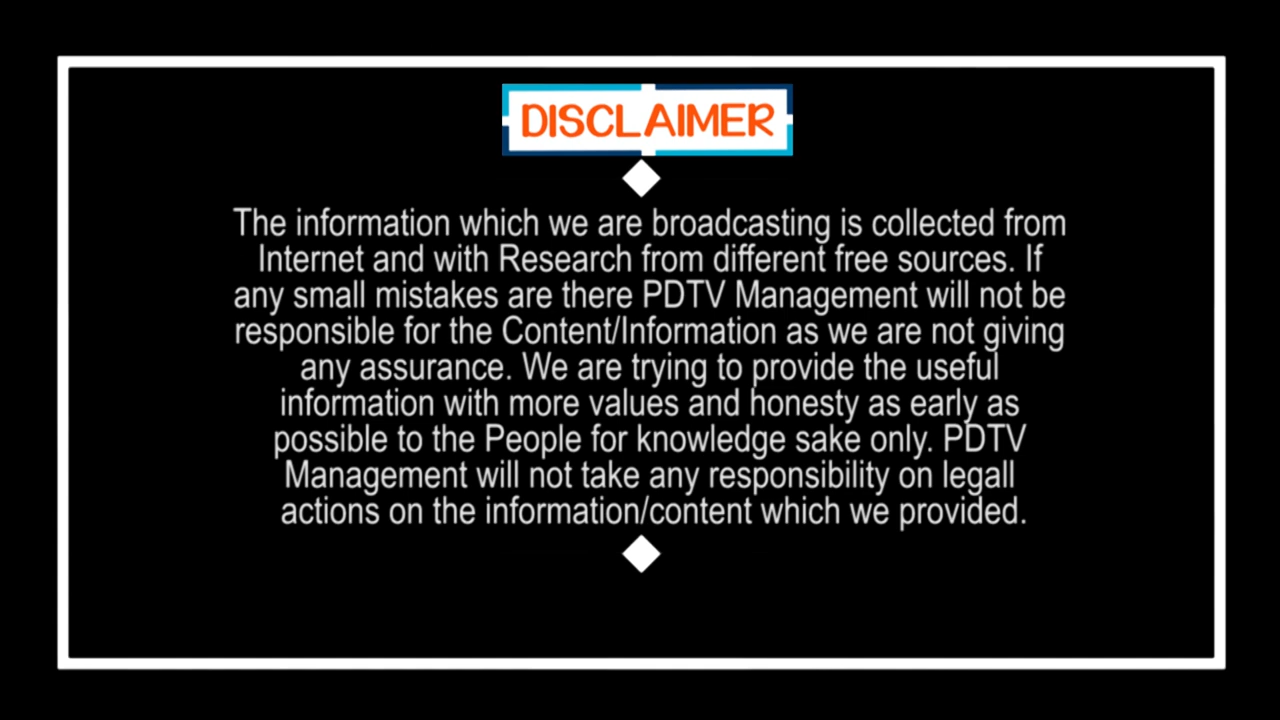 DISCLAIMER
The information which we are broadcasting is collected from
Internet and with Research from different free sources. If
any small mistakes are there PDTV Management will not be
responsible for the Content/Information as we are not giving
any assurance. We are trying to provide the useful
information with more values and honesty as early as
possible to the People for knowledge sake only. PDTV
Management will not take any responsibility on legall
actions on the information/content which we provided.